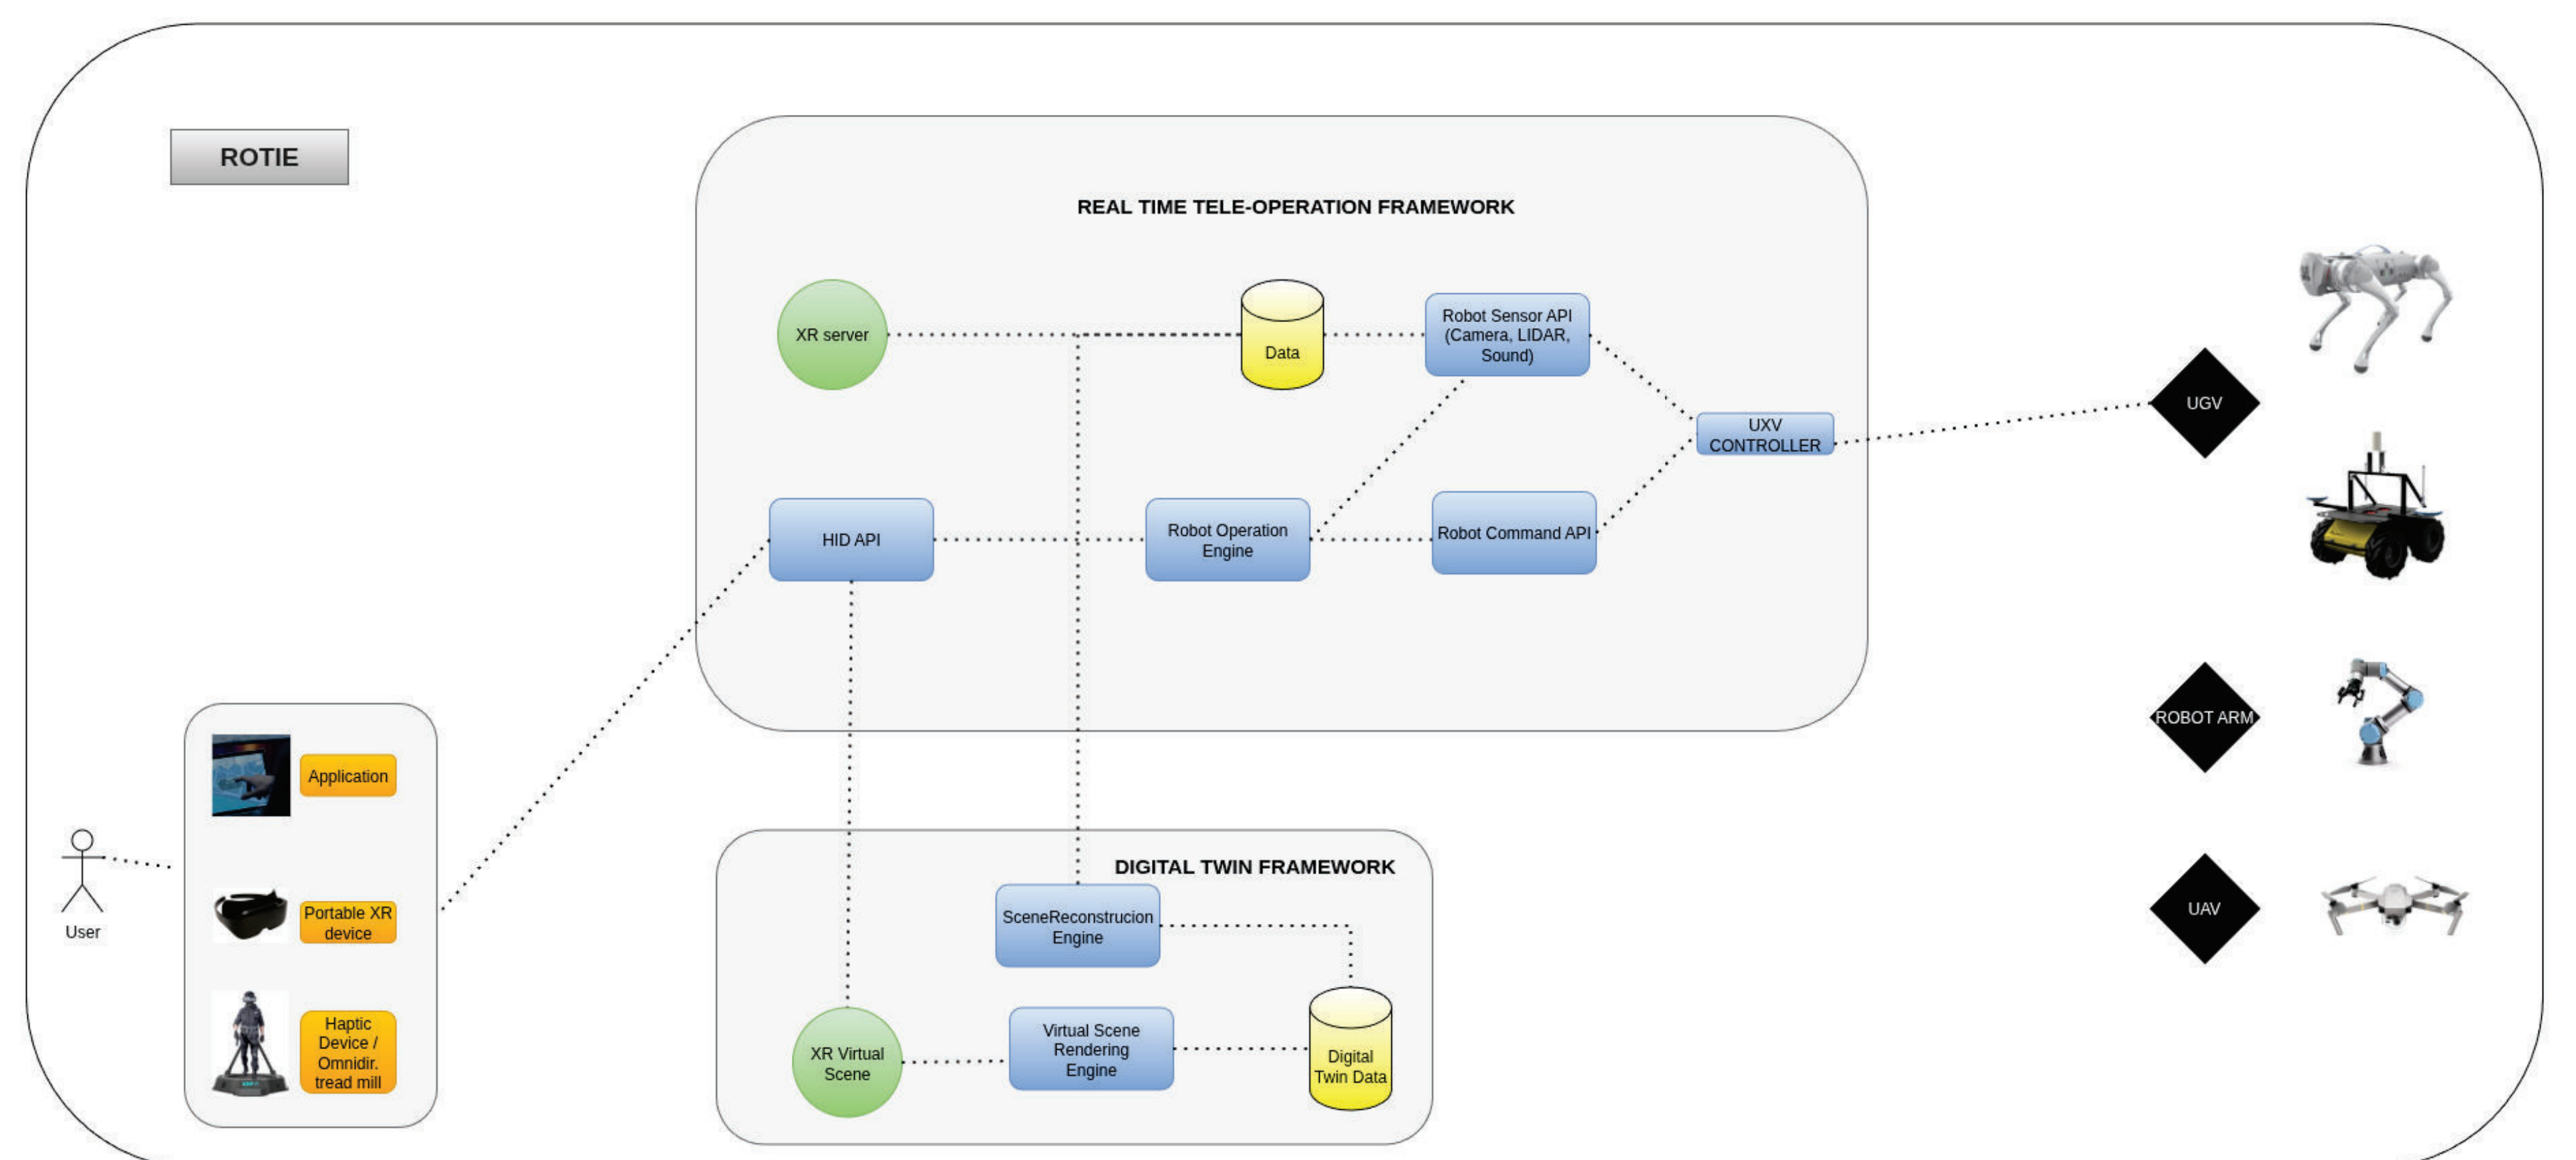 ROTIE
REAL TIME TELE-OPERATION FRAMEWORK
XR server
Data
Robot Sensor API
(Camera, LIDAR,
Sound)
UXV
CONTROLLER
UGV
HID API
Robot Operation
Engine
Robot Command API
ROBOT ARM
Application
DIGITAL TWIN FRAMEWORK
User
Portable XR
device
SceneReconstrucion
Engine
UAV
Haptic
Device /
Omnidir.
tread mill
XR Virtual
Scene
Virtual Scene
Rendering
Engine
Digital
Twin Data